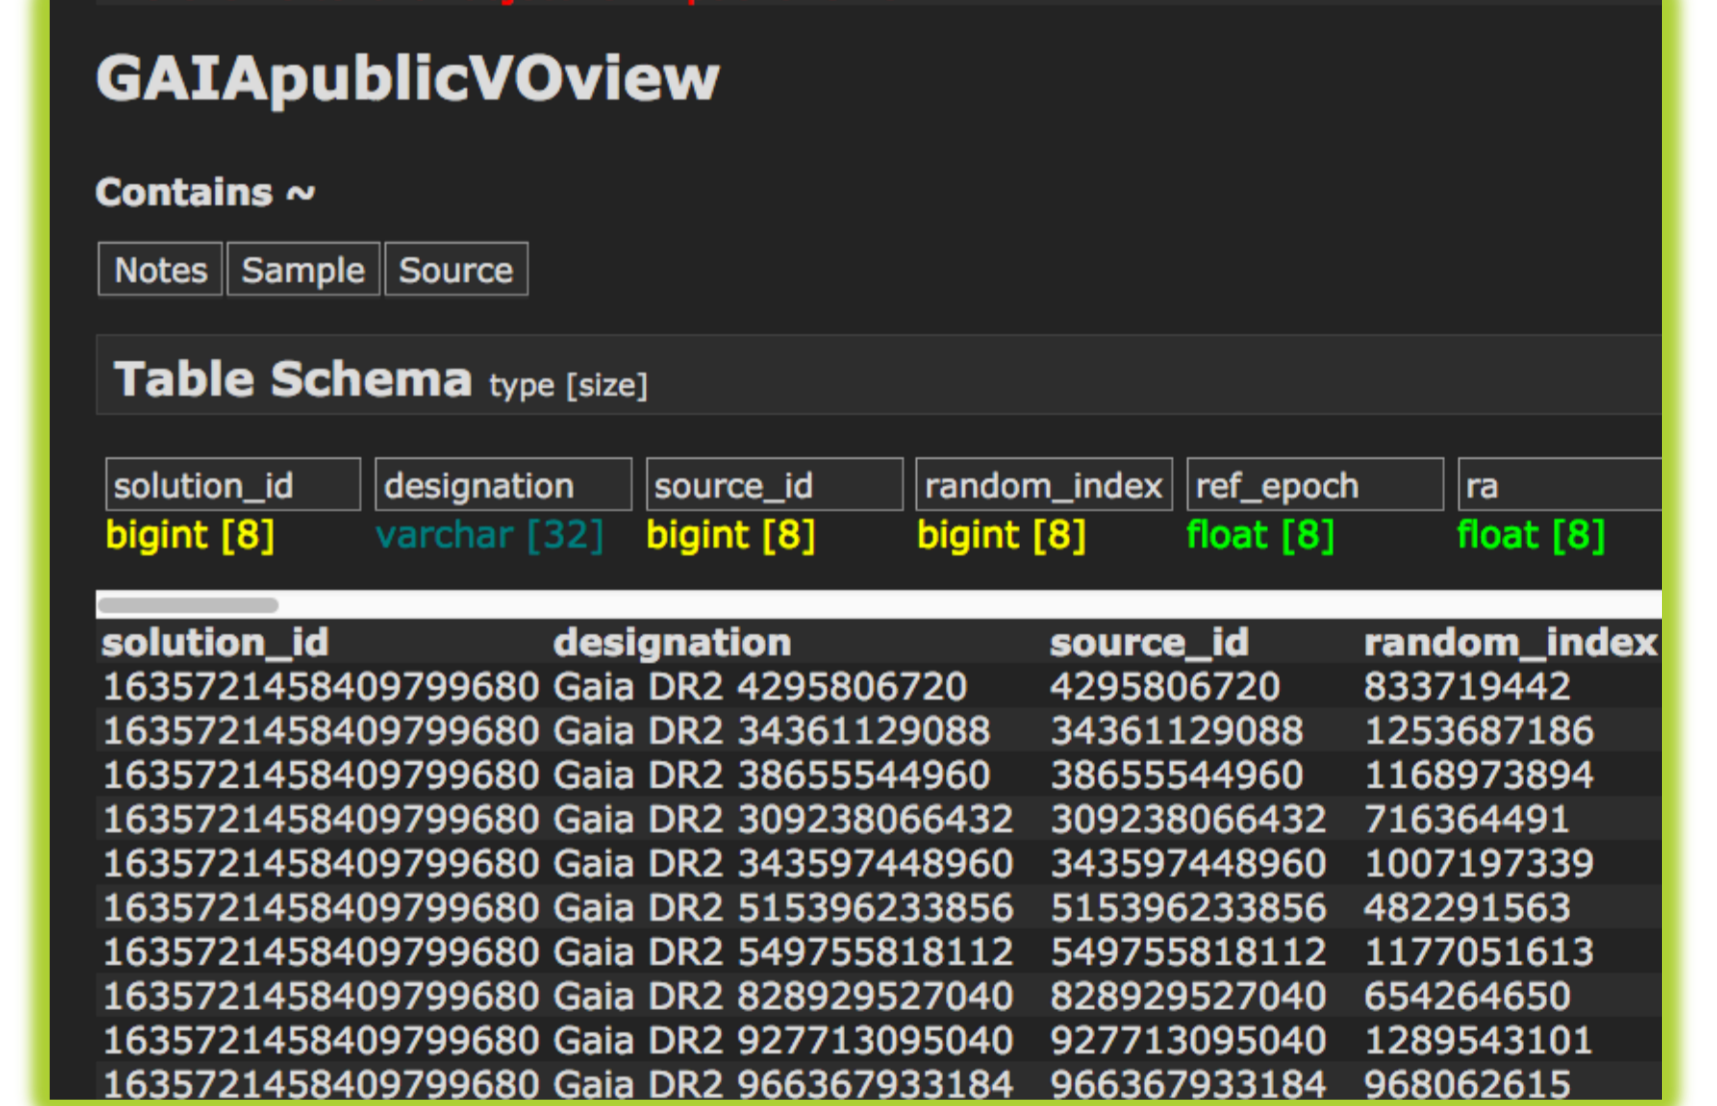 GAIApublicVOview
Contains ~
Notes Sample Source
Table Schema type [size]
solution_id designation source_id random_index ref_epoch ra
bigint [8] varchar [32] bigint [8] bigint [8] float [8] float [8]
solution_id designation source_id random_index
1635721458409799680 Gaia DR2 4295806720 4295806720 833719442
1635721458409799680 Gaia DR2 34361129088 34361129088 1253687186
1635721458409799680 Gaia DR2 38655544960 38655544960 1168973894
1635721458409799680 Gaia DR2 309238066432 309238066432 716364491
1635721458409799680 Gaia DR2 343597448960 343597448960 1007197339
1635721458409799680 Gaia DR2 515396233856 515396233856 482291563
1635721458409799680 Gaia DR2 549755818112 549755818112 1177051613
1635721458409799680 Gaia DR2 828929527040 828929527040 654264650
1635721458409799680 Gaia DR2 927713095040 927713095040 1289543101
1635721458409799680 Gaia DR2 966367933184 966367933184 968062615